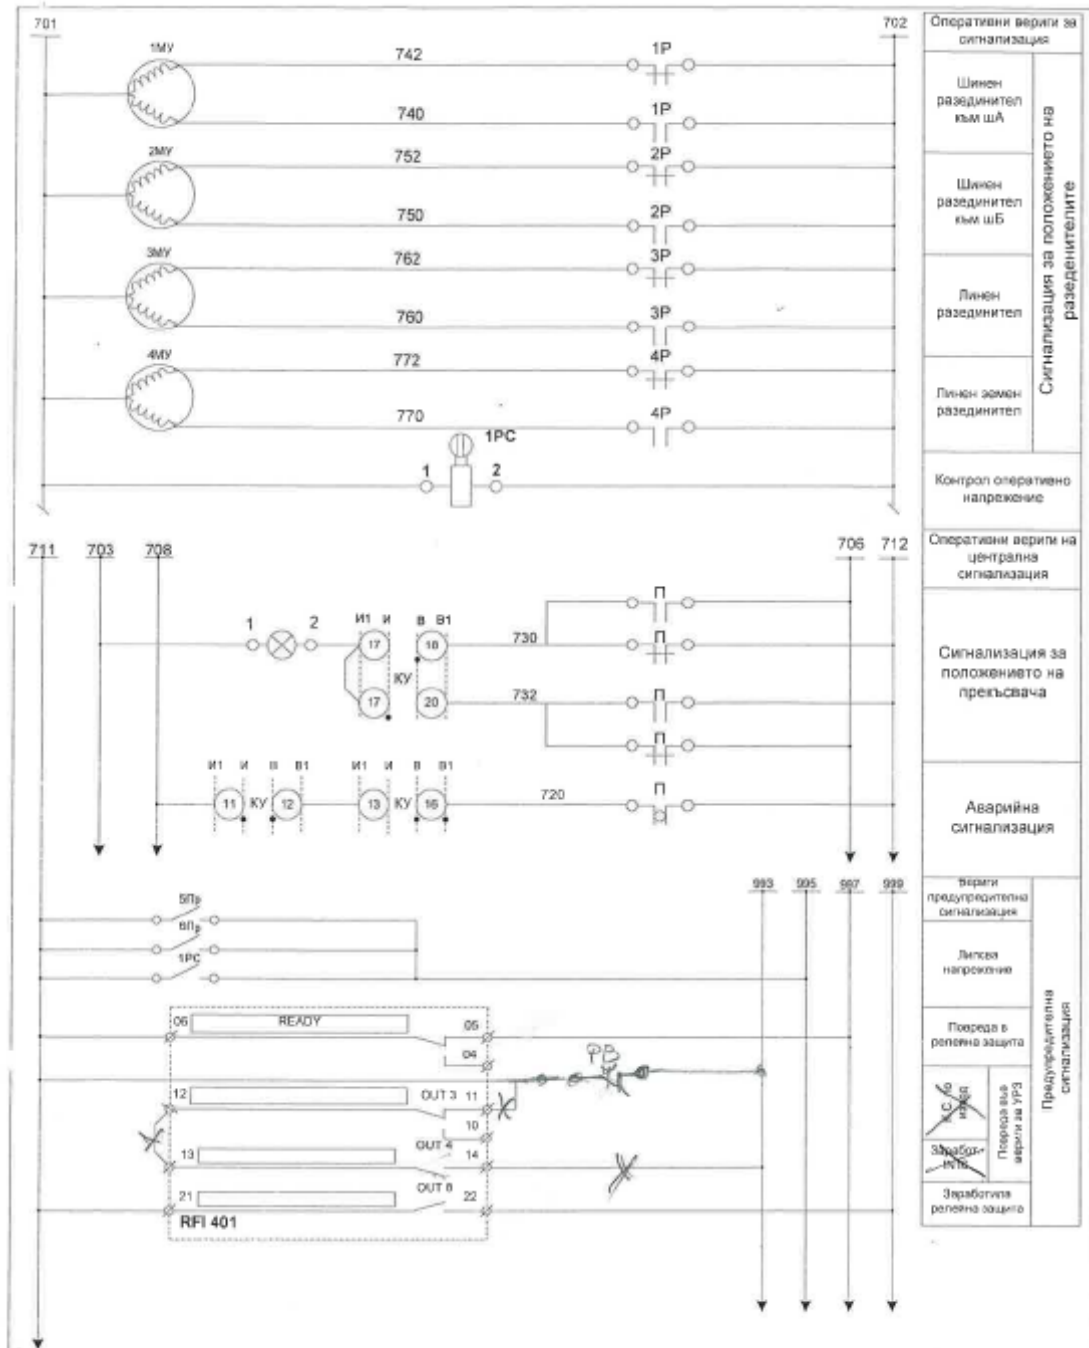 701
702
Оперативни вериги за
сигнализация
1МУ
742
1Р
Шинен
разединител
към шА
740
1Р
2МУ
752
2Р
Шинен
разединител
към шБ
750
2Р
3МУ
762
3Р
Линен
разединител
760
3Р
4МУ
772
4Р
Линен земен
разединител
770
4Р
Сигнализация за положението на
разеденителите
1РС
1
2
Контрол оперативно
напрежение
711
703
708
706
712
Оперативни вериги на
централна
сигнализация
1
2
И1 И
В В1
17
18
КУ
17
20
730
П
П
732
П
П
Сигнализация за
положението на
прекъсвача
И1 И В В1
И1 И В В1
11 КУ 12
13 КУ 16
720
П
Аварийна
сигнализация
993
995
997
999
Вериги
предупредителна
сигнализация
5Пр
6Пр
1РС
Липсва
напрежение
06
READY
05
04
Повреда в
релейна защита
РБ
12
OUT 3
11
10
13
OUT 4
14
Повреда във
вериги за УРЗ
21
OUT 8
22
RFI 401
Заработила
релейна защита
Предупредителна
сигнализация